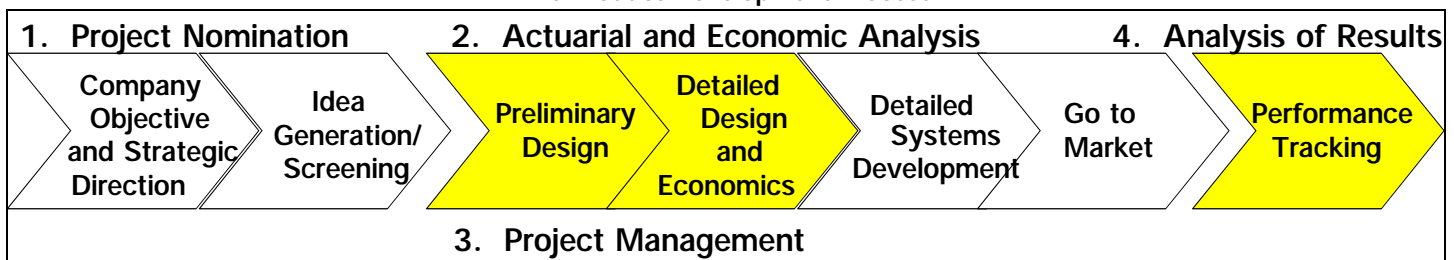 1. Project Nomination
2. Actuarial and Economic Analysis
4. Analysis of Results
Company
Objective
and Strategic
Direction
Idea
Generation/
Screening
Preliminary
Design
Detailed
Design
and
Economics
Detailed
Systems
Development
Go to
Market
Performance
Tracking
3. Project Management